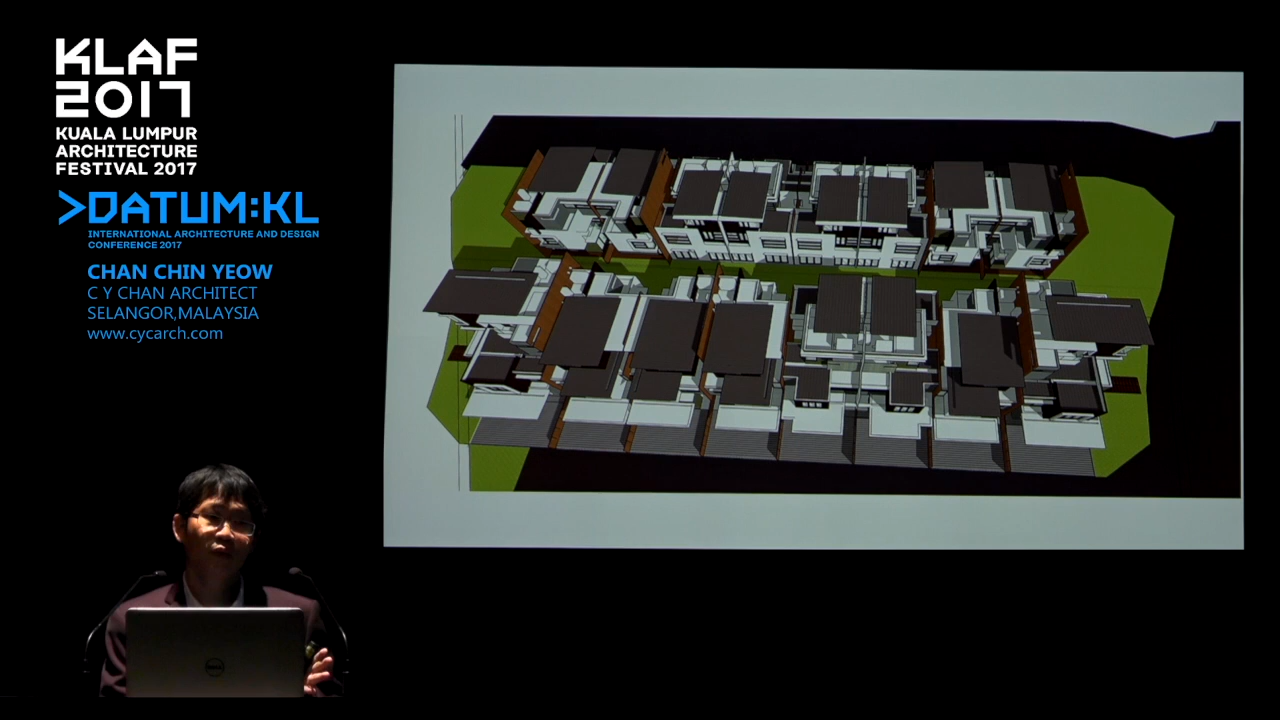 KLAF
2017
KUALA LUMPUR
ARCHITECTURE
FESTIVAL 2017
>DATUM:KL
INTERNATIONAL ARCHITECTURE AND DESIGN
CONFERENCE 2017
CHAN CHIN YEOW
C Y CHAN ARCHITECT
SELANGOR,MALAYSIA
www.cycarch.com
DELL